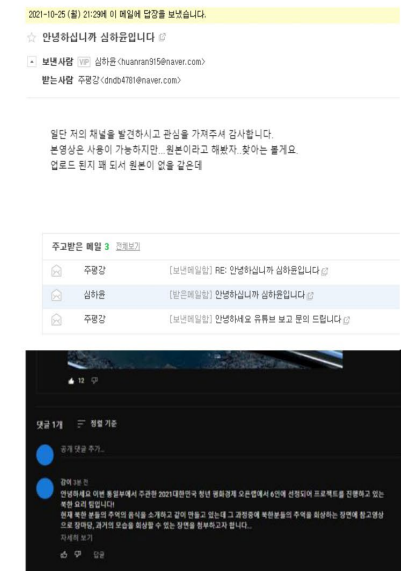 2021-10-25 (월) 21:29에 이 메일에 답장을 보냈습니다.
안녕하십니까 심하윤입니다
보낸사람 VIP 심하윤<huanran915@naver.com>
받는사람 주평강<dndb4781@naver.com>
일단 저의 채널을 발견하시고 관심을 가져주셔 감사합니다.
본영상은 사용이 가능하지만...원본이라고 해봤자..찾아는 볼게요.
업로드 된지 꽤 되서 원본이 없을 같은데
주고받은 메일 3 전체보기
주평강 [보낸메일함] RE: 안녕하십니까 심하윤입니다
심하윤 [받은메일함] 안녕하십니까 심하윤입니다
주평강 [보낸메일함] 안녕하세요 유튜브 보고 문의 드립니다
12
댓글 1개 정렬 기준
공개 댓글 추가...
강이 3분 전
안녕하세요 이번 통일부에서 주관한 2021대한민국 청년 평화경제 오픈랩에서 6인에 선정되어 프로젝트를 진행하고 있는
북한 요리 팀입니다!
현재 북한 분들의 추억의 음식을 소개하고 같이 만들고 있는데 그 과정중에 북한분들의 추억을 회상하는 장면에 참고영상
으로 장마당, 과거의 모습을 회상할 수 있는 장면을 첨부하고자 합니다...
자세히 보기
답글